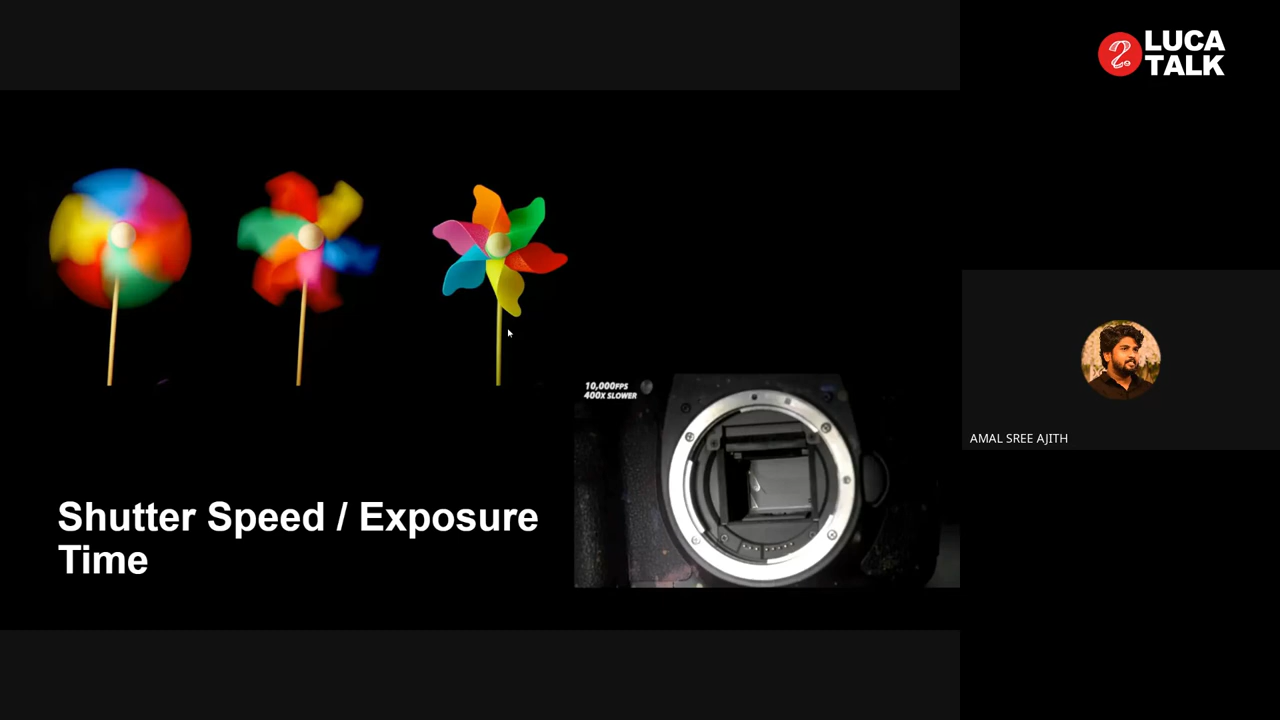 LUCA
TALK
10,000FPS
400X SLOWER
Shutter Speed / Exposure
Time
AMAL SREE AJITH